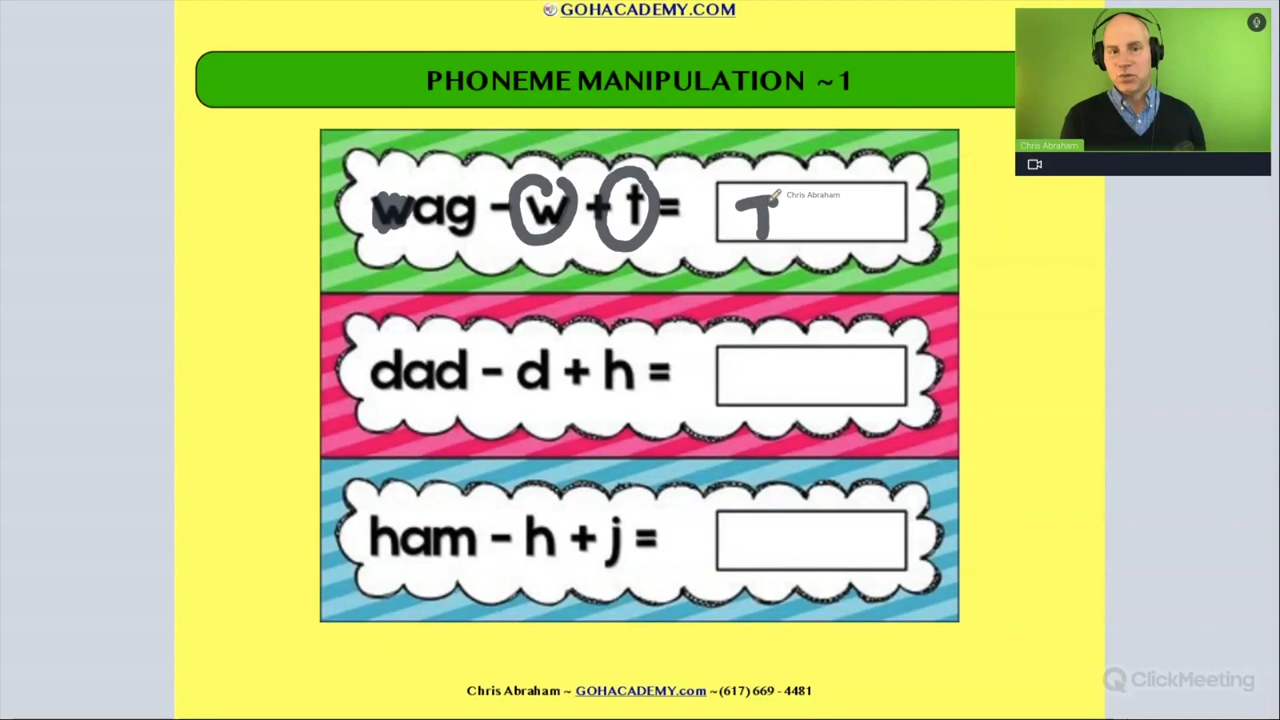 GOHACADEMY.COM
PHONEME MANIPULATION ~ 1
Chris Abraham
wag - w + t =
T
Chris Abraham
dad - d + h =
ham - h + j =
Chris Abraham ~ GOHACADEMY.com ~(617) 669 - 4481
ClickMeeting